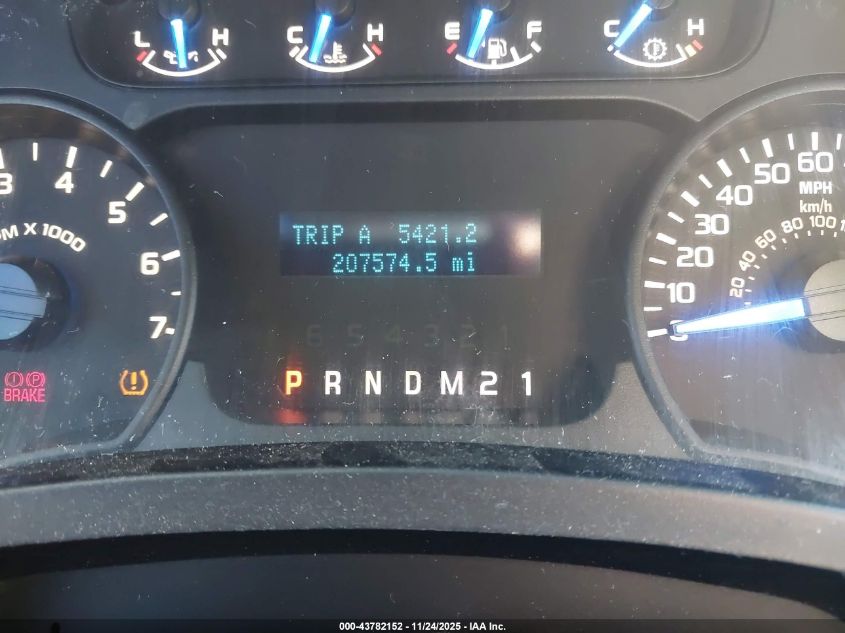 L H C H E F C H
3 4 5 6 7
M X 1000
TRIP A 5421.2
207574.5 mi
6 5 4 3 2 1
P R N D M 2 1
BRAKE
0 10 20 30 40 50 60
MPH
km/h
20 40 60 80 100
000-43782152 - 11/24/2025 - IAA Inc.